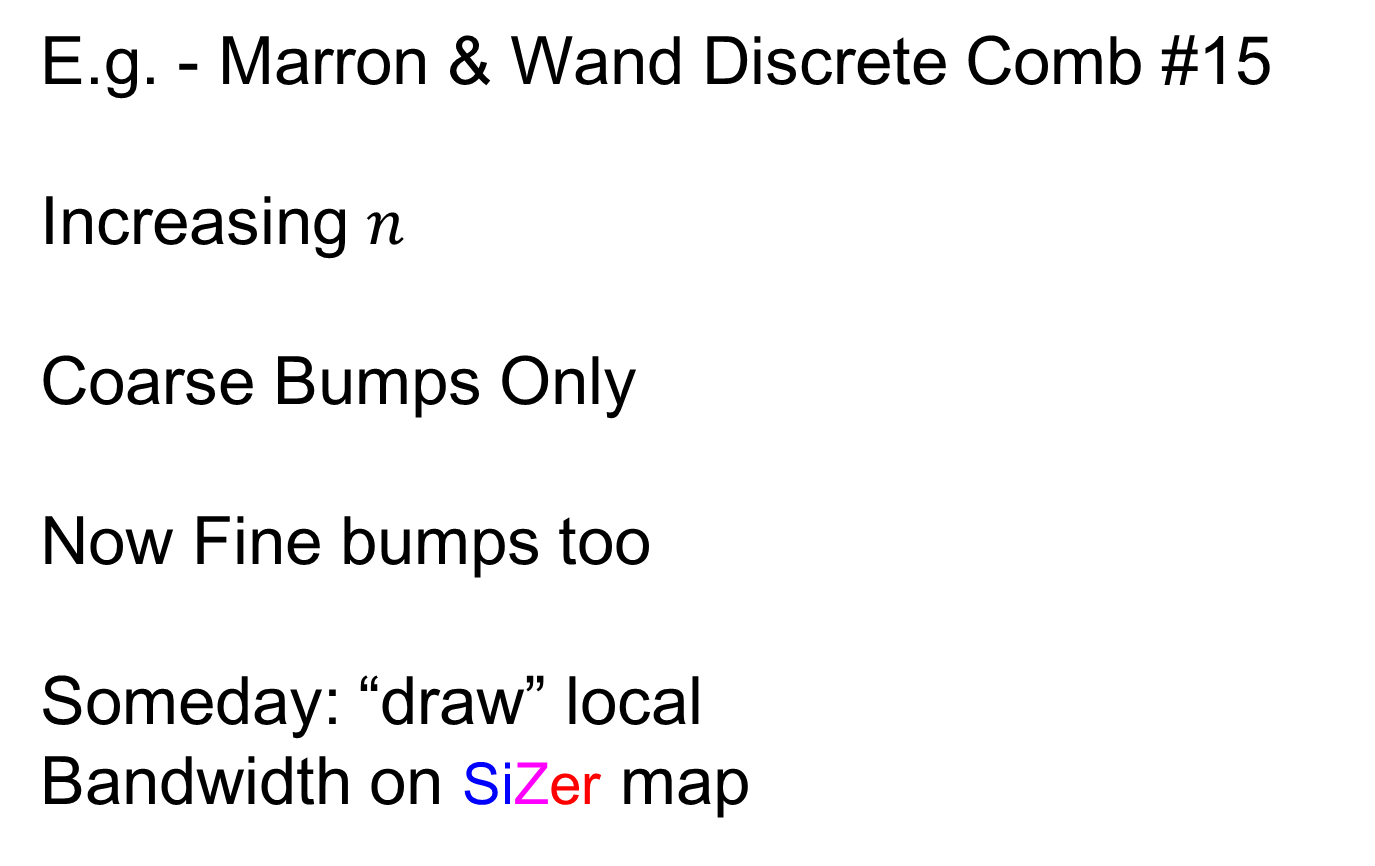 E.g. - Marron & Wand Discrete Comb #15
Increasing n
Coarse Bumps Only
Now Fine bumps too
Someday: “draw” local
Bandwidth on SiZer map